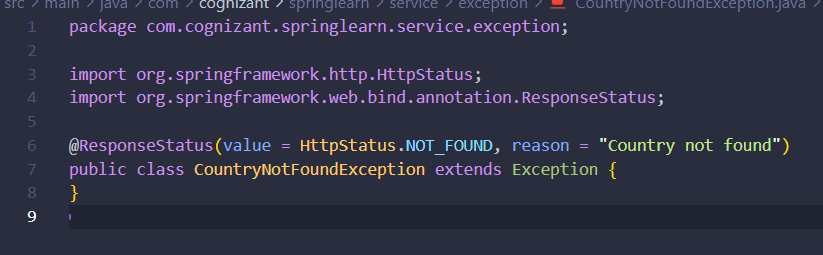 src > main > java > com > cognizant > springlearn > service > exception > CountryNotFoundException.java >
1 package com.cognizant.springlearn.service.exception;
2
3 import org.springframework.http.HttpStatus;
4 import org.springframework.web.bind.annotation.ResponseStatus;
5
6 @ResponseStatus(value = HttpStatus.NOT_FOUND, reason = "Country not found")
7 public class CountryNotFoundException extends Exception {
8 }
9